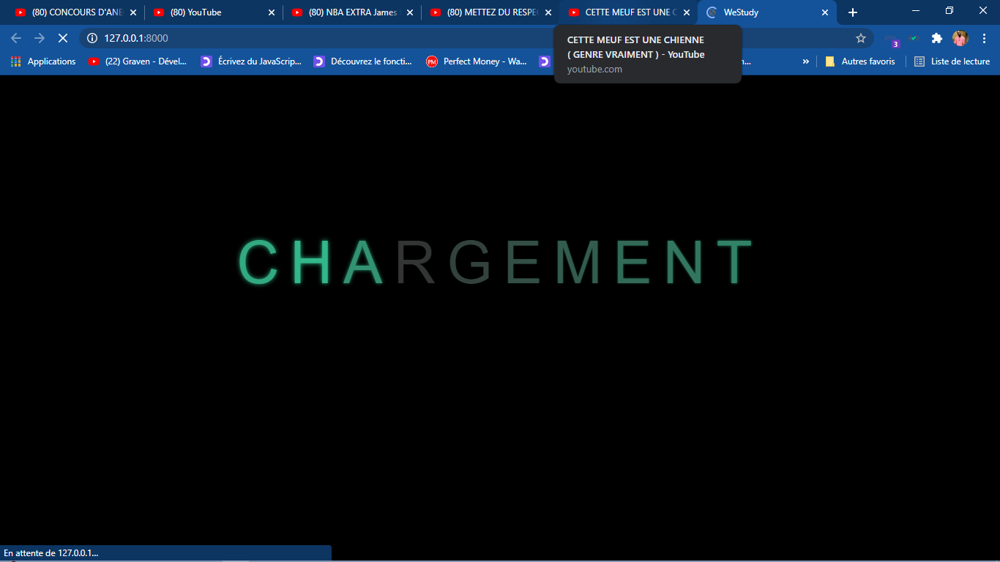 (80) CONCOURS D'ANE
(80) YouTube
(80) NBA EXTRA James
(80) METTEZ DU RESPEC
CETTE MEUF EST UNE C
WeStudy
127.0.0.1:8000
3
CETTE MEUF EST UNE CHIENNE
( GENRE VRAIMENT ) - YouTube
youtube.com
Applications
(22) Graven - Dével...
Écrivez du JavaScrip...
Découvrez le foncti...
PM
Perfect Money - Wa...
n...
»
Autres favoris
Liste de lecture
CHARGEMENT
En attente de 127.0.0.1...